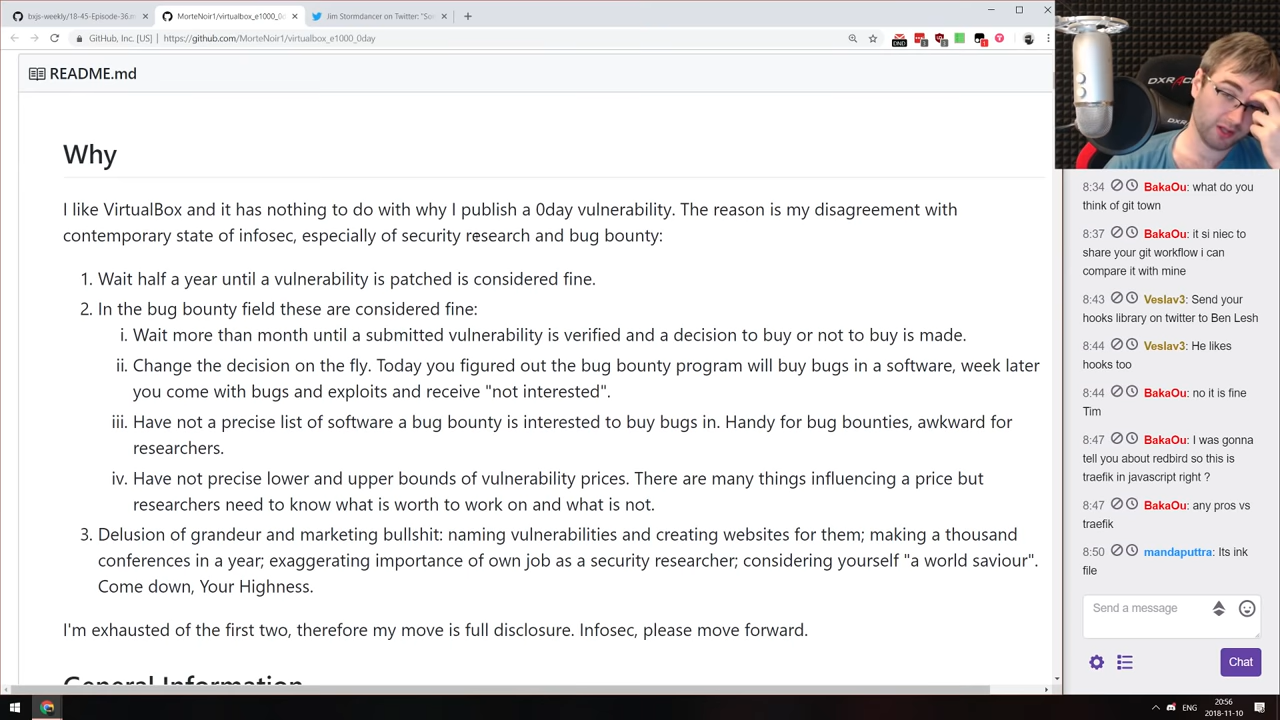 bxjs-weekly/18-45-Episode-36.m
MorteNoir1/virtualbox_e1000_0d
Jim Stormdancer on Twitter: "Sor
GitHub, Inc. [US]
https://github.com/MorteNoir1/virtualbox_e1000_0d
DND
README.md
Why
I like VirtualBox and it has nothing to do with why I publish a 0day vulnerability. The reason is my disagreement with
contemporary state of infosec, especially of security research and bug bounty:
1. Wait half a year until a vulnerability is patched is considered fine.
2. In the bug bounty field these are considered fine:
i. Wait more than month until a submitted vulnerability is verified and a decision to buy or not to buy is made.
ii. Change the decision on the fly. Today you figured out the bug bounty program will buy bugs in a software, week later
you come with bugs and exploits and receive "not interested".
iii. Have not a precise list of software a bug bounty is interested to buy bugs in. Handy for bug bounties, awkward for
researchers.
iv. Have not precise lower and upper bounds of vulnerability prices. There are many things influencing a price but
researchers need to know what is worth to work on and what is not.
3. Delusion of grandeur and marketing bullshit: naming vulnerabilities and creating websites for them; making a thousand
conferences in a year; exaggerating importance of own job as a security researcher; considering yourself "a world saviour".
Come down, Your Highness.
I'm exhausted of the first two, therefore my move is full disclosure. Infosec, please move forward.
General Information
DXRACER
8:34 BakaOu: what do you
think of git town
8:37 BakaOu: it si niec to
share your git workflow i can
compare it with mine
8:43 Veslav3: Send your
hooks library on twitter to Ben Lesh
8:44 Veslav3: He likes
hooks too
8:44 BakaOu: no it is fine
Tim
8:47 BakaOu: I was gonna
tell you about redbird so this is
traefik in javascript right ?
8:47 BakaOu: any pros vs
traefik
8:50 mandaputtra: Its ink
file
Send a message
Chat
ENG
20:56
2018-11-10